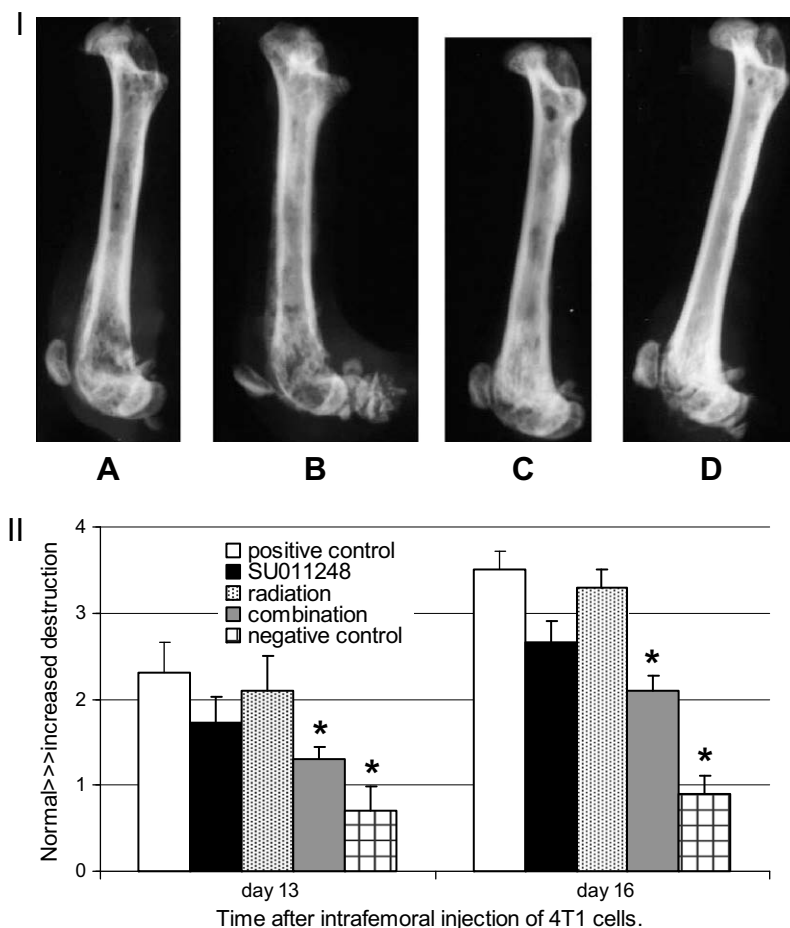 I
A B C D
II
4
3
2
1
0
Normal>>>increased destruction
positive control
SU011248
radiation
combination
negative control
* *
* *
day 13 day 16
Time after intrafemoral injection of 4T1 cells.